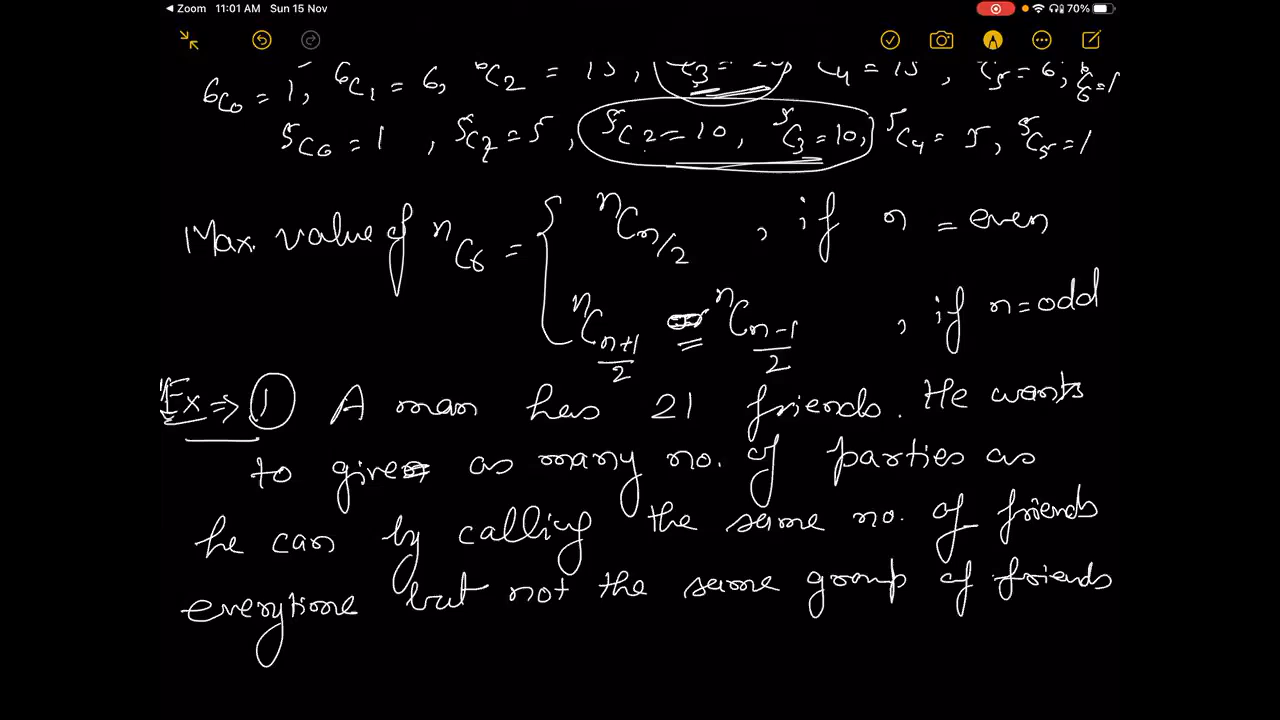 Zoom 11:01 AM Sun 15 Nov 70%
6C0 = 1, 6C1 = 6, 6C2 = 15, C3 = 20, C4 = 15, C5 = 6, 6C6=1
5C0 = 1, 5C1 = 5, 5C2 = 10, 5C3 = 10, 5C4 = 5, 5C5 = 1
Max. value of nC6 = { nCn/2 , if n = even
nC(n+1)/2 = nC(n-1)/2 , if n=odd
Ex ⇒ 1 A man has 21 friends. He wants
to give as many no. of parties as
he can by calling the same no. of friends
everytime but not the same group of friends